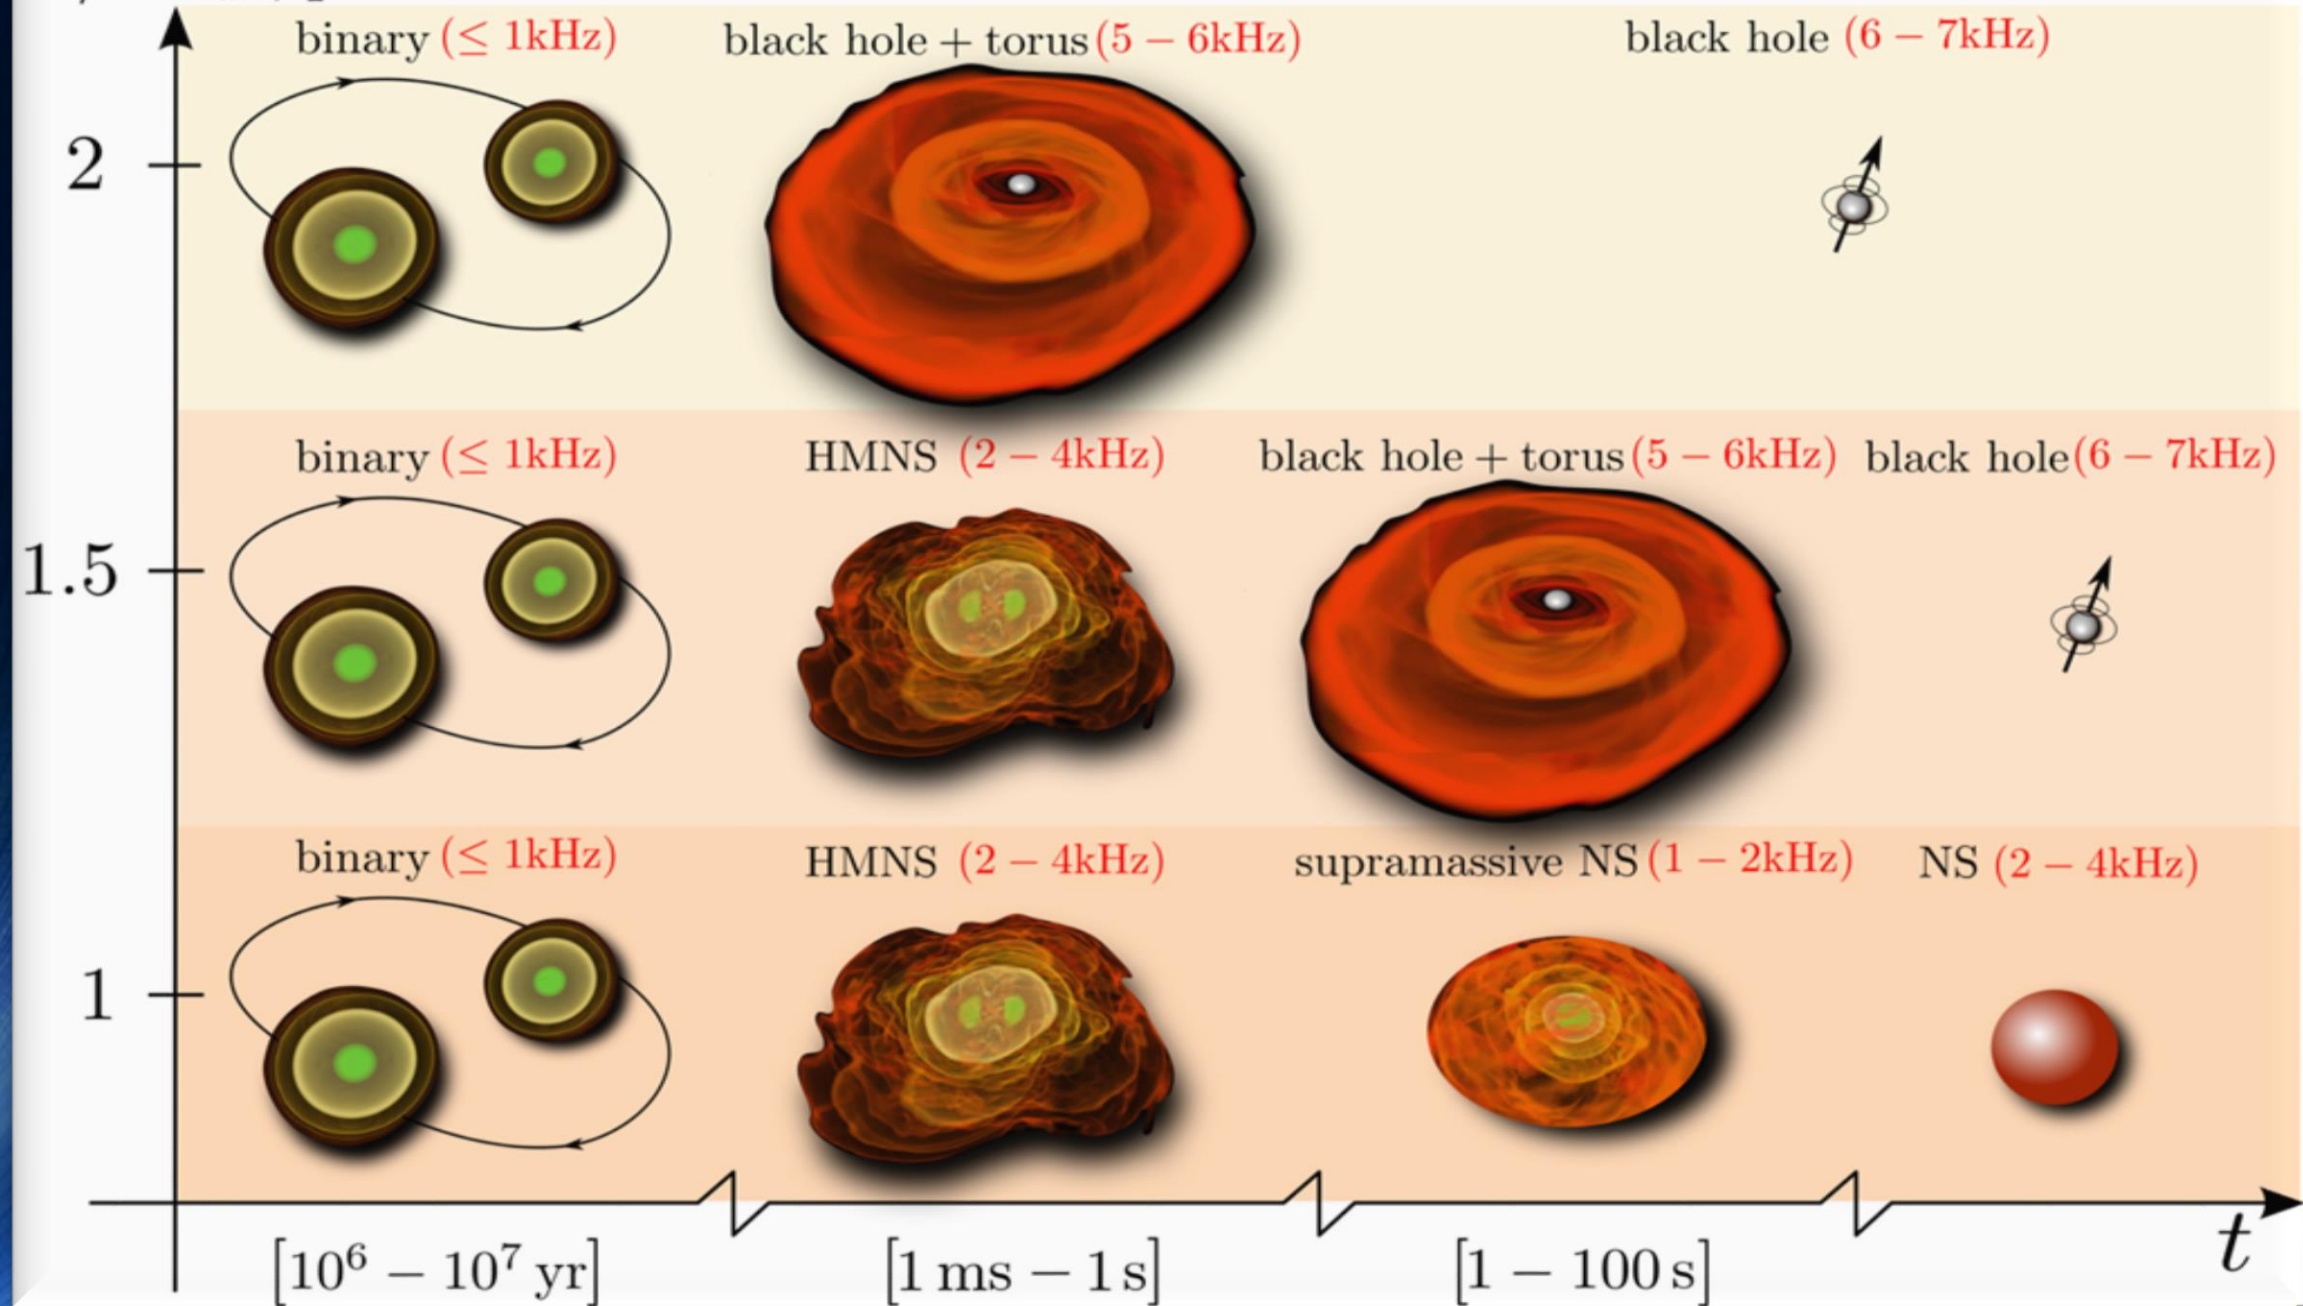 binary (≤ 1kHz) black hole + torus (5 – 6kHz) black hole (6 – 7kHz)
2
binary (≤ 1kHz) HMNS (2 – 4kHz) black hole + torus (5 – 6kHz) black hole (6 – 7kHz)
1.5
binary (≤ 1kHz) HMNS (2 – 4kHz) supramassive NS (1 – 2kHz) NS (2 – 4kHz)
1
[10⁶ – 10⁷ yr] [1 ms – 1 s] [1 – 100 s] t